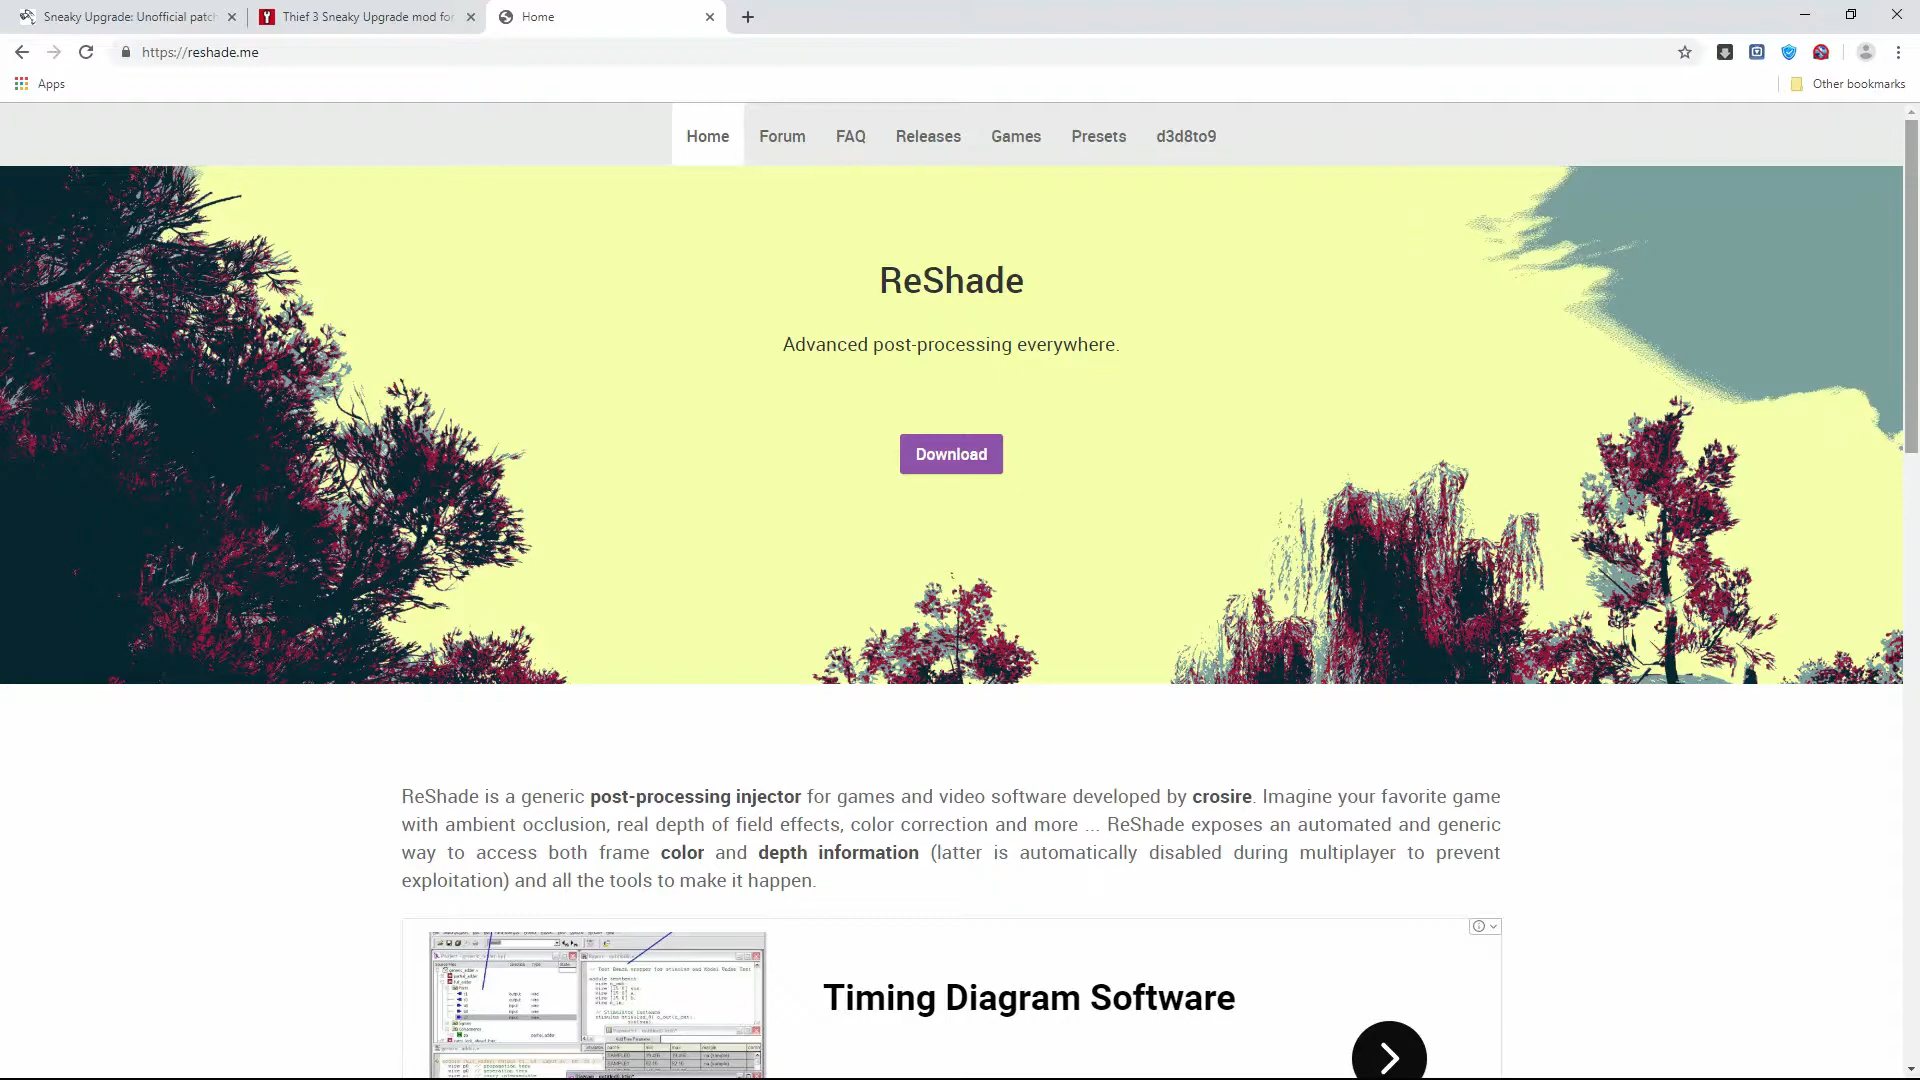 Sneaky Upgrade: Unofficial patch
Thief 3 Sneaky Upgrade mod for
Home
https://reshade.me
Apps
Other bookmarks
Home Forum FAQ Releases Games Presets d3d8to9
ReShade
Advanced post-processing everywhere.
Download
ReShade is a generic post-processing injector for games and video software developed by crosire. Imagine your favorite game
with ambient occlusion, real depth of field effects, color correction and more ... ReShade exposes an automated and generic
way to access both frame color and depth information (latter is automatically disabled during multiplayer to prevent
exploitation) and all the tools to make it happen.
Timing Diagram Software